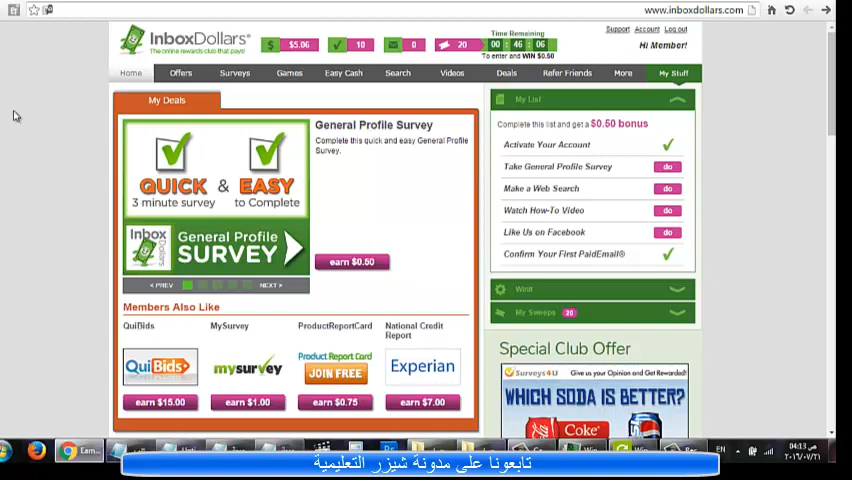 www.inboxdollars.com
InboxDollars
The online rewards club that pays!
$ $5.06 10 0 20
Time Remaining
00 : 46 : 06
To enter and WIN $0.50
Support Account Log out
Hi Member!
Home Offers Surveys Games Easy Cash Search Videos Deals Refer Friends More My Stuff
My Deals
QUICK & EASY
3 minute survey to Complete
Inbox Dollars
General Profile
SURVEY
General Profile Survey
Complete this quick and easy General Profile
Survey.
earn $0.50
< PREV NEXT >
Members Also Like
QuiBids MySurvey ProductReportCard National Credit
Report
QuiBids mysurvey Product Report Card
JOIN FREE Experian
earn $15.00 earn $1.00 earn $0.75 earn $7.00
My List
Complete this list and get a $0.50 bonus
Activate Your Account
Take General Profile Survey do
Make a Web Search do
Watch How-To Video do
Like Us on Facebook do
Confirm Your First PaidEmail®
WinIt
My Sweeps 20
Special Club Offer
Surveys4U Give us your Opinion and Get Rewarded!
WHICH SODA IS BETTER?
Coke
EN
04:13 ص
٢٠١٦/٠٧/٢١
تابعونا على مدونة شيزر التعليمية